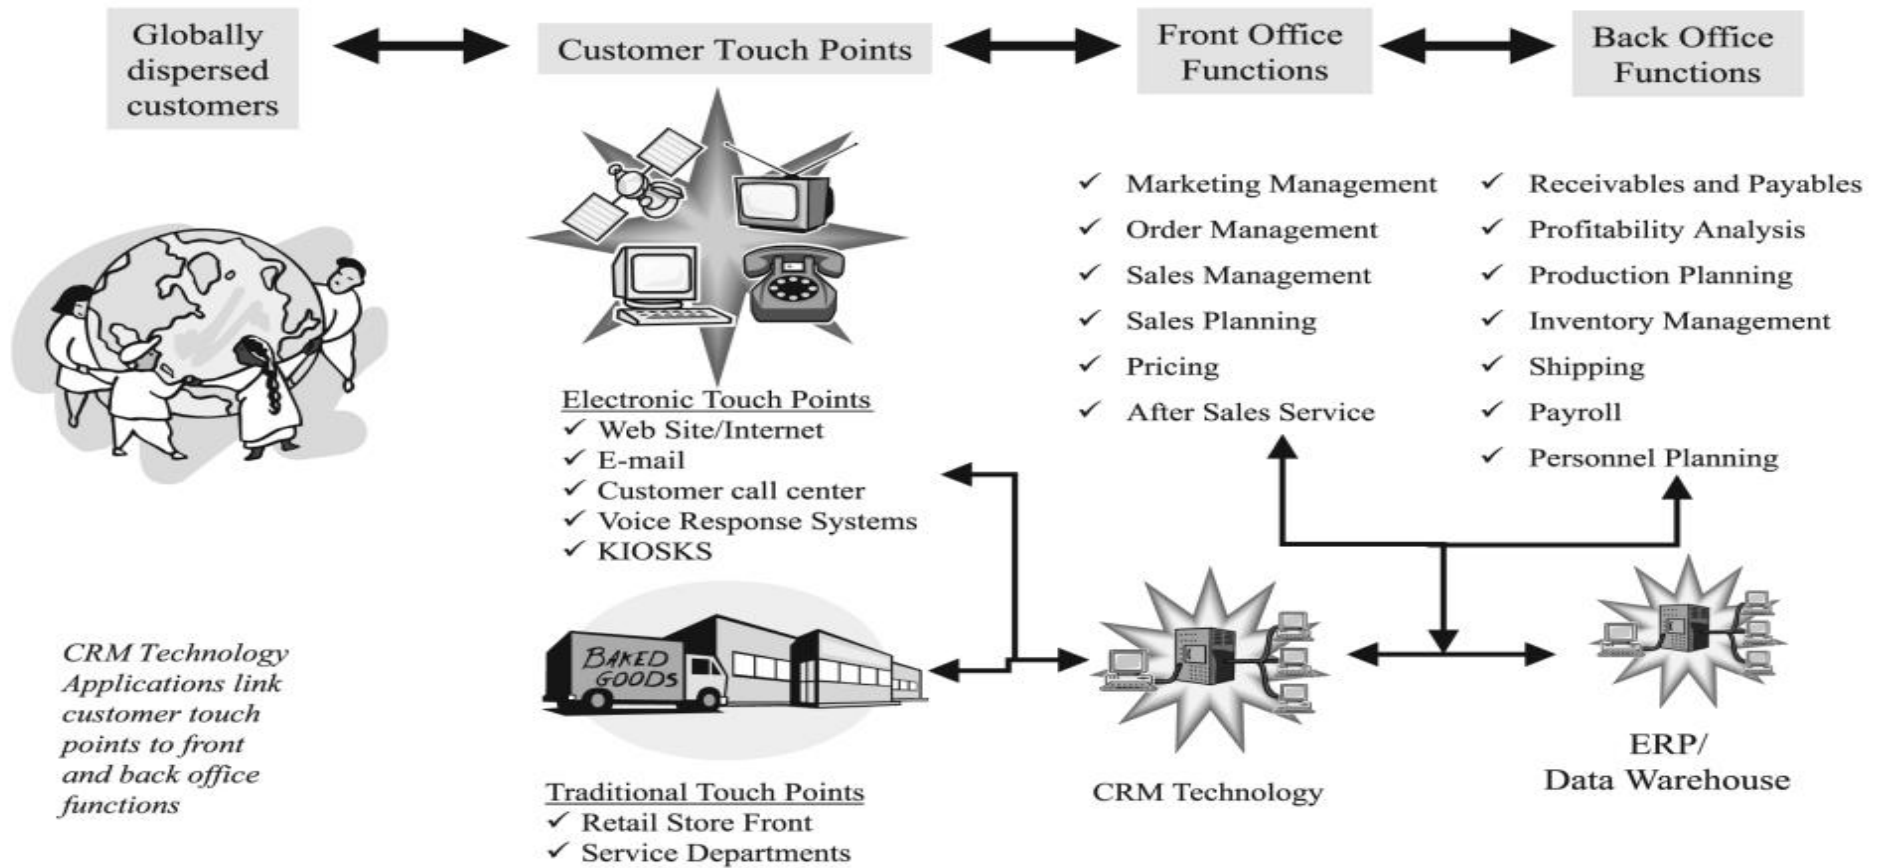 Globally
dispersed
customers
Customer Touch Points
Front Office
Functions
Back Office
Functions
Electronic Touch Points
✓ Web Site/Internet
✓ E-mail
✓ Customer call center
✓ Voice Response Systems
✓ KIOSKS
BAKED
GOODS
Traditional Touch Points
✓ Retail Store Front
✓ Service Departments
✓ Marketing Management
✓ Order Management
✓ Sales Management
✓ Sales Planning
✓ Pricing
✓ After Sales Service
✓ Receivables and Payables
✓ Profitability Analysis
✓ Production Planning
✓ Inventory Management
✓ Shipping
✓ Payroll
✓ Personnel Planning
CRM Technology
ERP/
Data Warehouse
CRM Technology
Applications link
customer touch
points to front
and back office
functions